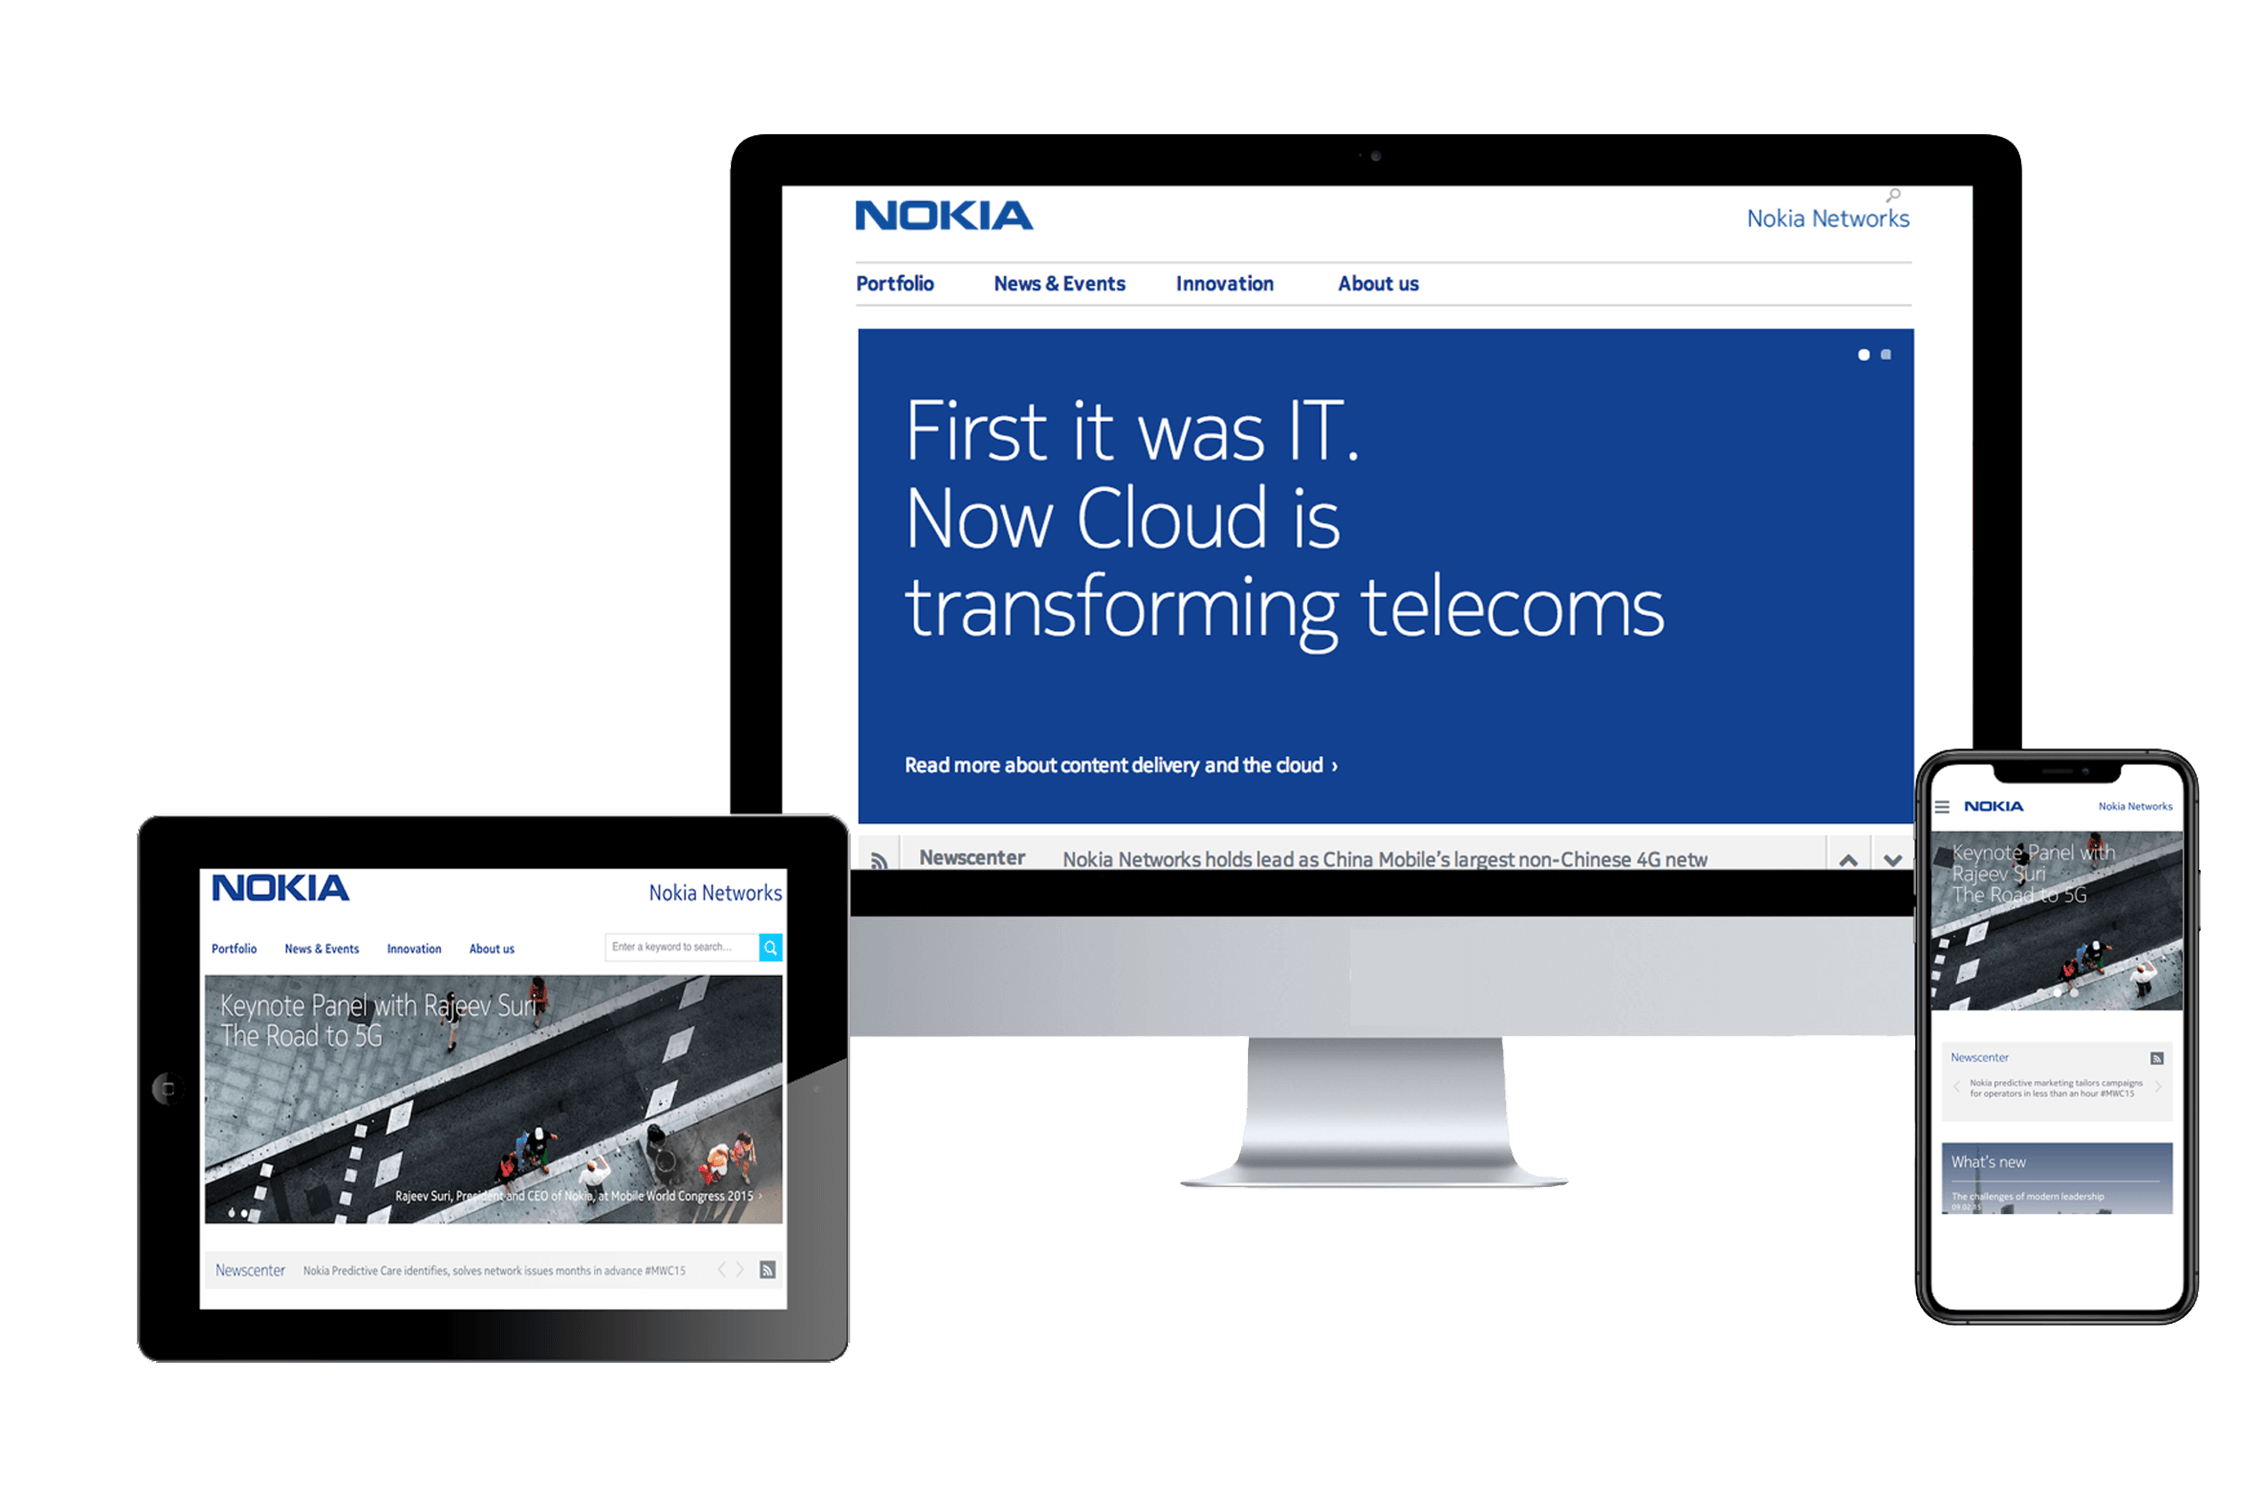 NOKIA
Nokia Networks
Portfolio News & Events Innovation About us
First it was IT.
Now Cloud is
transforming telecoms
Read more about content delivery and the cloud ›
Newscenter Nokia Networks holds lead as China Mobile's largest non-Chinese 4G netw
NOKIA
Nokia Networks
Portfolio News & Events Innovation About us Enter a keyword to search...
Keynote Panel with Rajeev Suri
The Road to 5G
Rajeev Suri, President and CEO of Nokia, at Mobile World Congress 2015 ›
Newscenter Nokia Predictive Care identifies, solves network issues months in advance #MWC15
NOKIA Nokia Networks
Keynote Panel with
Rajeev Suri
The Road to 5G
Newscenter
Nokia predictive marketing tailors campaigns
for operators in less than an hour #MWC15
What's new
The challenges of modern leadership
09.02.15